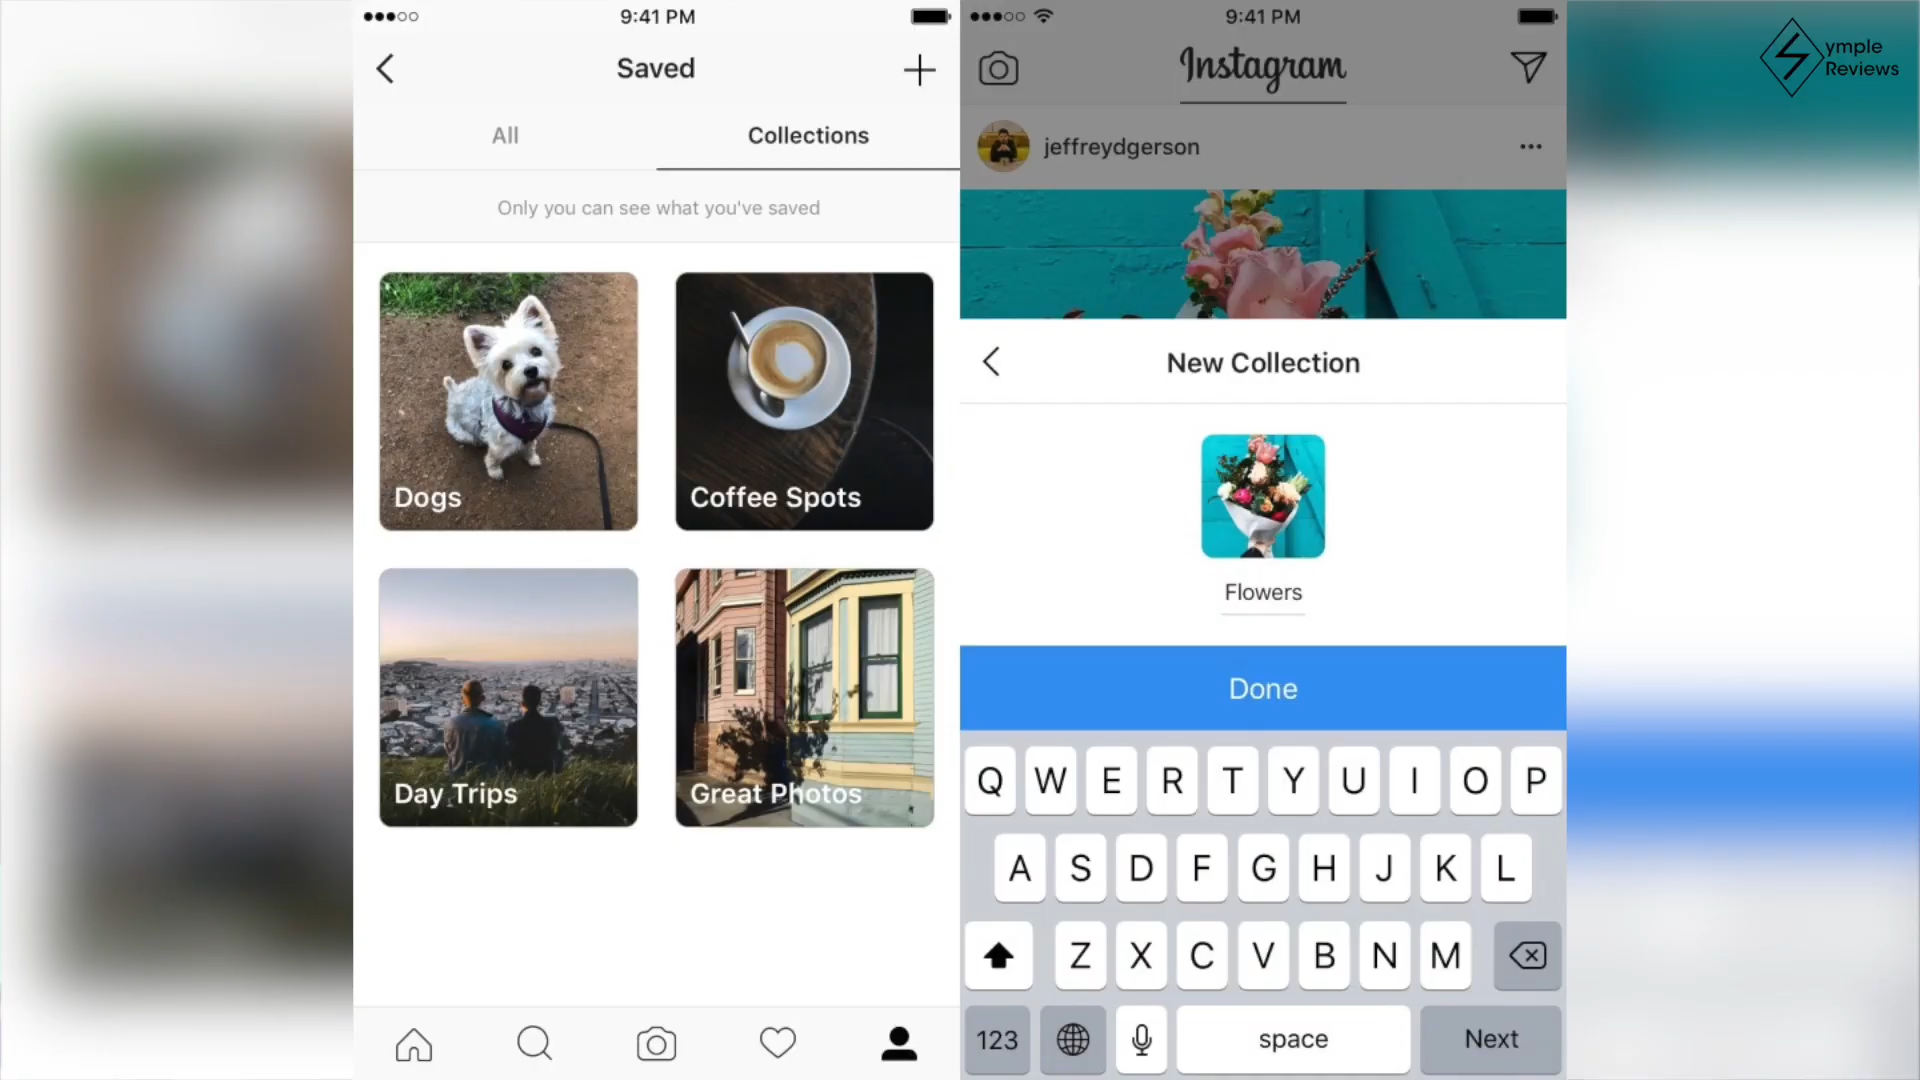 9:41 PM
Saved
All
Collections
Only you can see what you've saved
Dogs
Coffee Spots
Day Trips
Great Photos
9:41 PM
Instagram
jeffreydgerson
New Collection
Flowers
Done
Q W E R T Y U I O P
A S D F G H J K L
Z X C V B N M
123
space
Next
ymple
Reviews